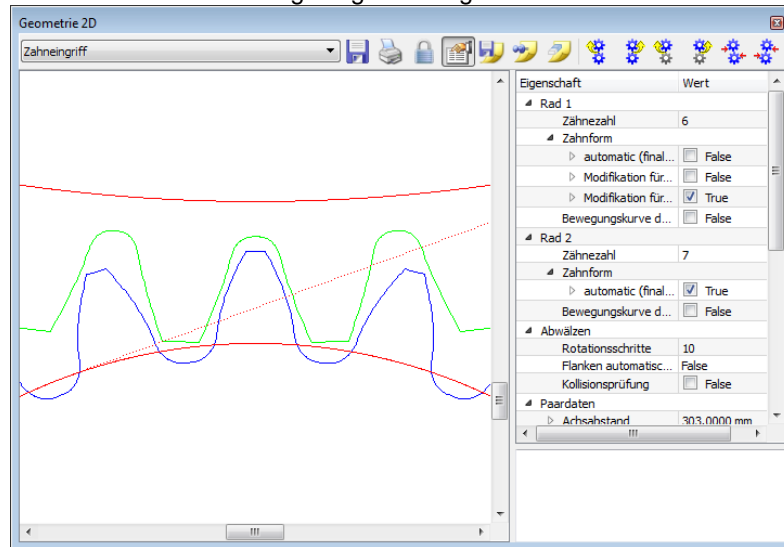 Geometrie 2D
Zahneingriff
Eigenschaft Wert
Rad 1
Zähnezahl 6
Zahnform
automatic (final... False
Modifikation für... False
Modifikation für... True
Bewegungskurve d... False
Rad 2
Zähnezahl 7
Zahnform
automatic (final... True
Bewegungskurve d... False
Abwälzen
Rotationsschritte 10
Flanken automatisc... False
Kollisionsprüfung False
Paardaten
Achsabstand 303.0000 mm